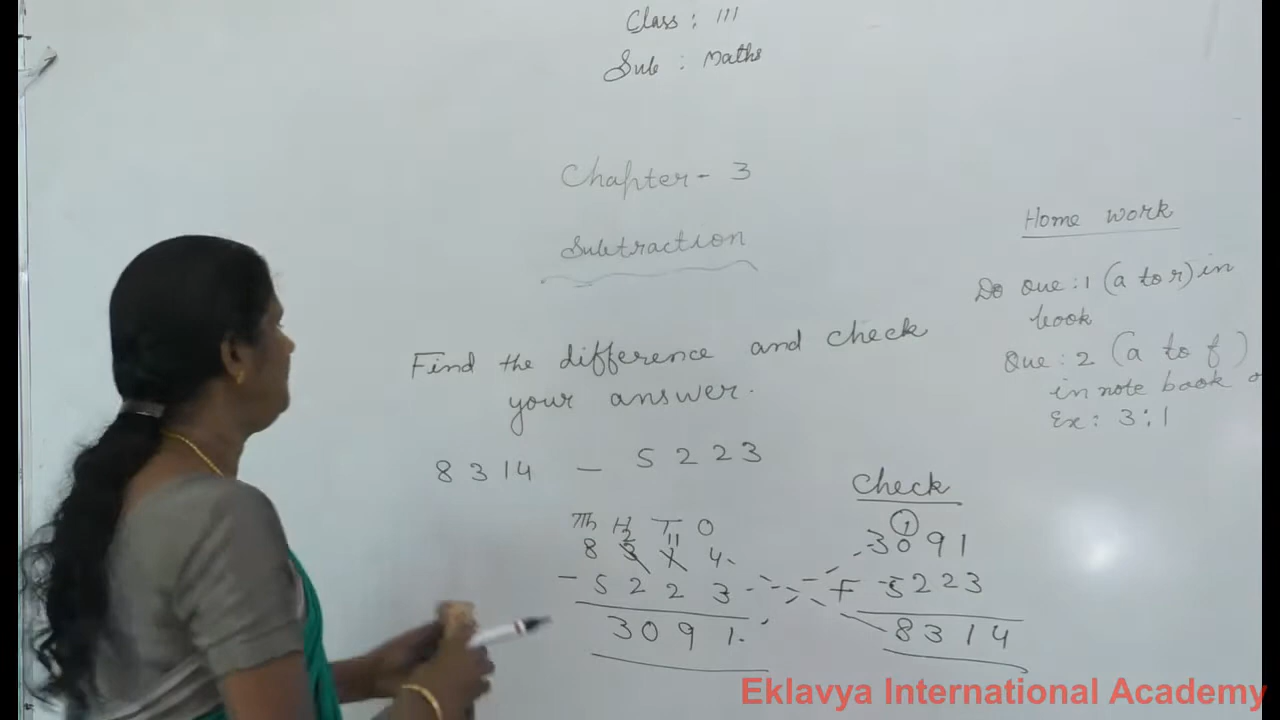 Class : III
Sub : Maths
Chapter - 3
Subtraction
Find the difference and check
your answer.
8 3 1 4 — 5 2 2 3
Th H T O
2 11
8 3 1 4
- 5 2 2 3
3 0 9 1
Check
1
3 0 9 1
+ 5 2 2 3
8 3 1 4
Home work
Do Que : 1 (a to r) in
book
Que : 2 (a to f)
in note book
Ex : 3 : 1
Eklavya International Academy